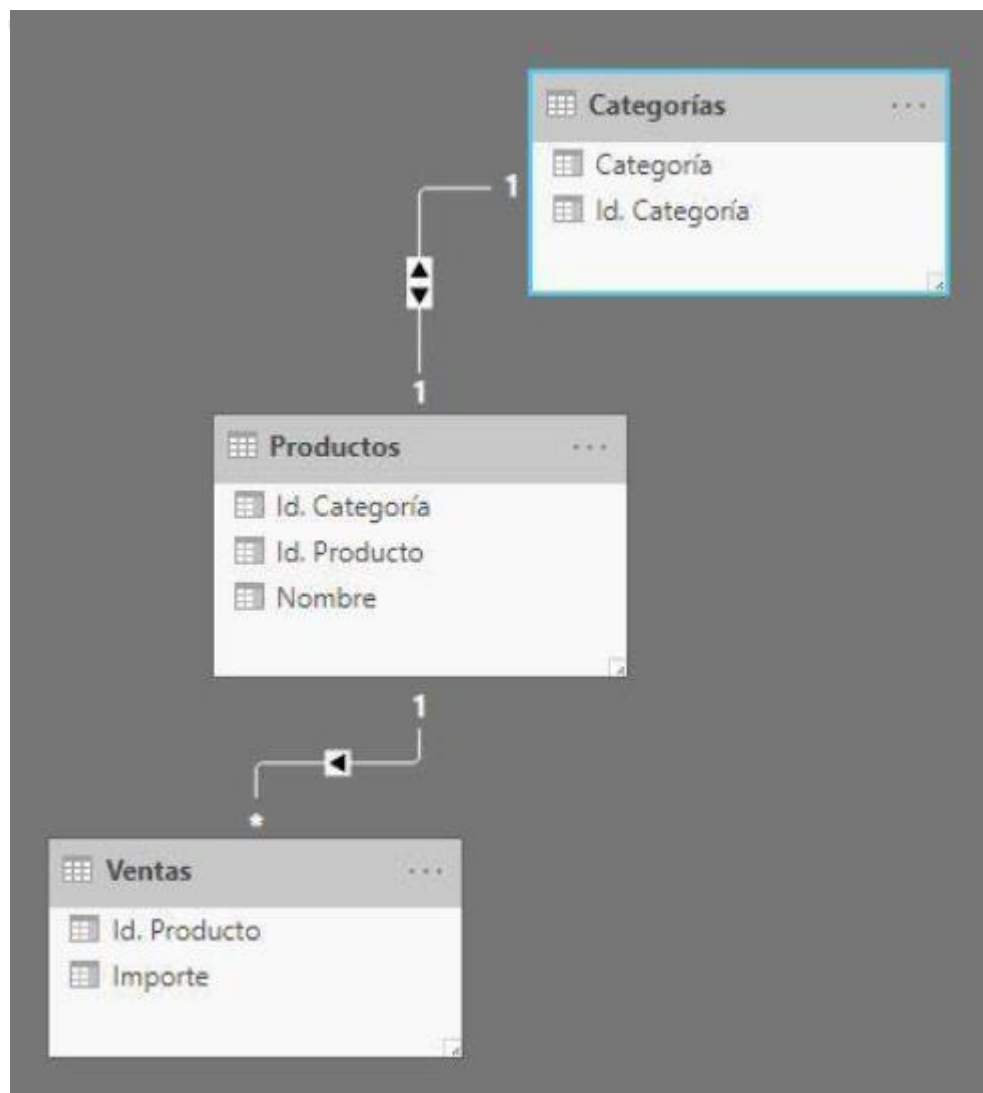 Categorías
Categoría
Id. Categoría
1
1
Productos
Id. Categoría
Id. Producto
Nombre
1
*
Ventas
Id. Producto
Importe